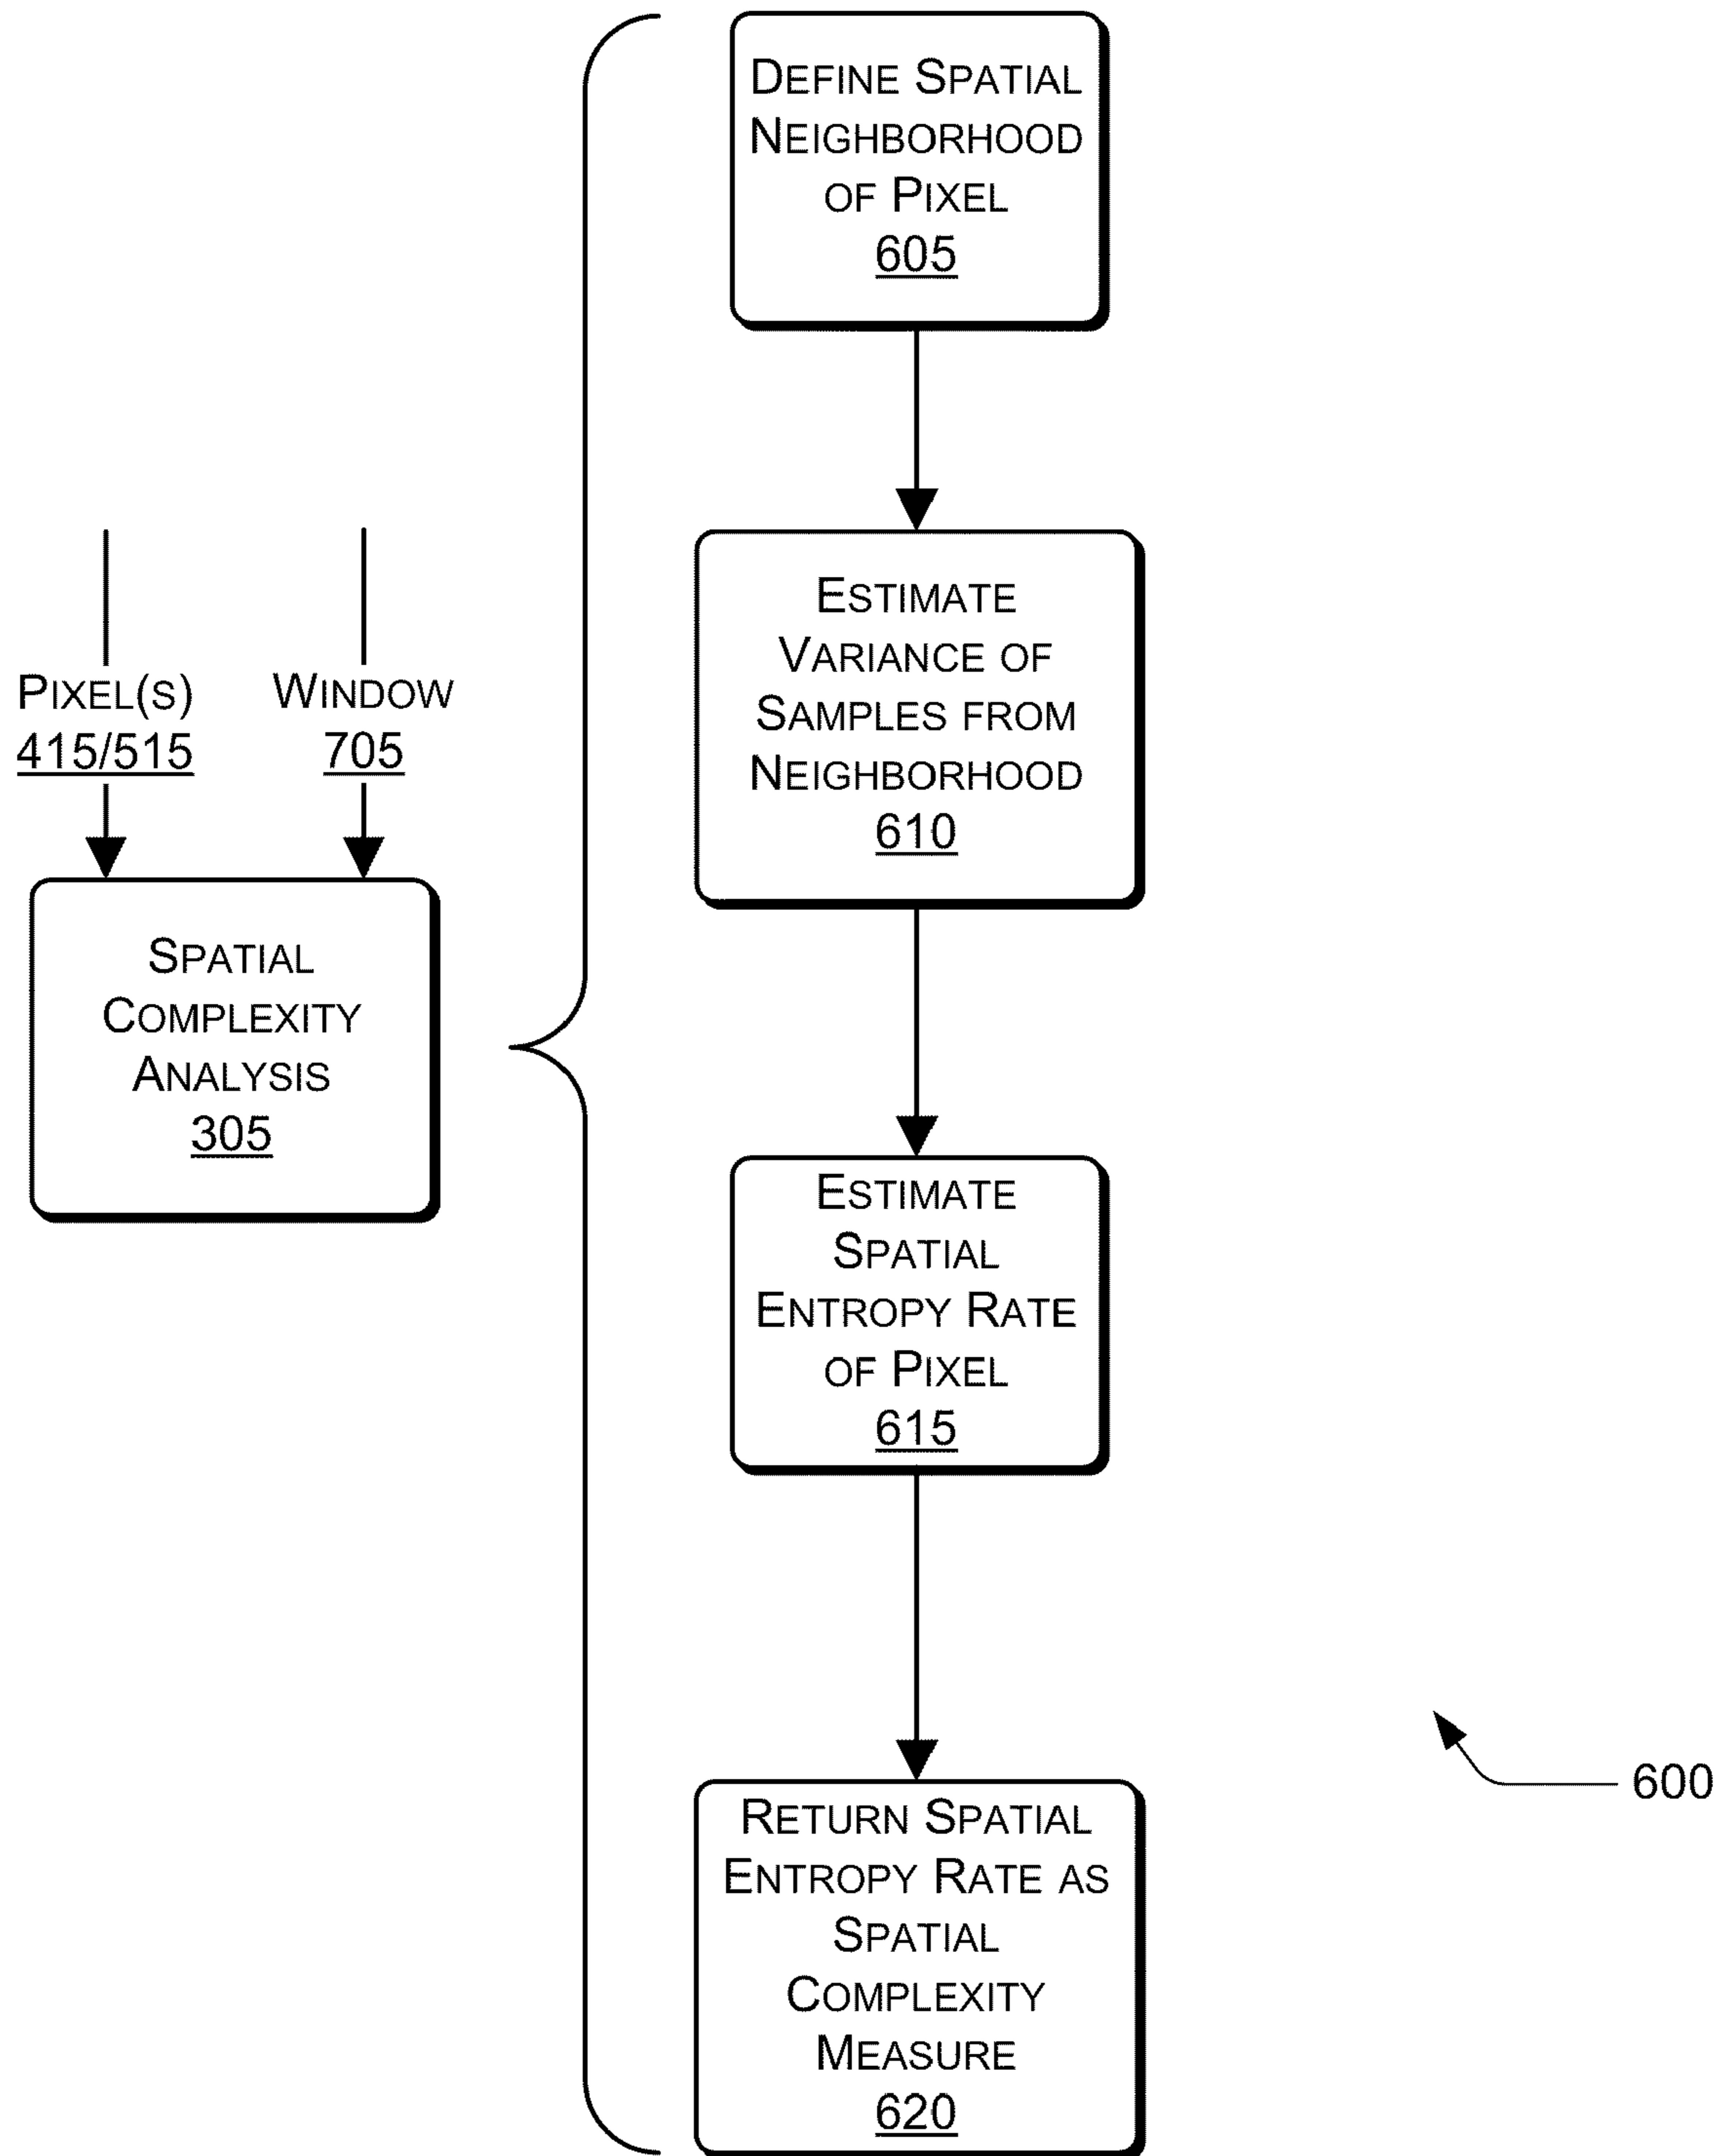 DEFINE SPATIAL
NEIGHBORHOOD
OF PIXEL
605
ESTIMATE
VARIANCE OF
SAMPLES FROM
NEIGHBORHOOD
610
PIXEL(S)
415/515
WINDOW
705
SPATIAL
COMPLEXITY
ANALYSIS
305
ESTIMATE
SPATIAL
ENTROPY RATE
OF PIXEL
615
RETURN SPATIAL
ENTROPY RATE AS
SPATIAL
COMPLEXITY
MEASURE
620
600